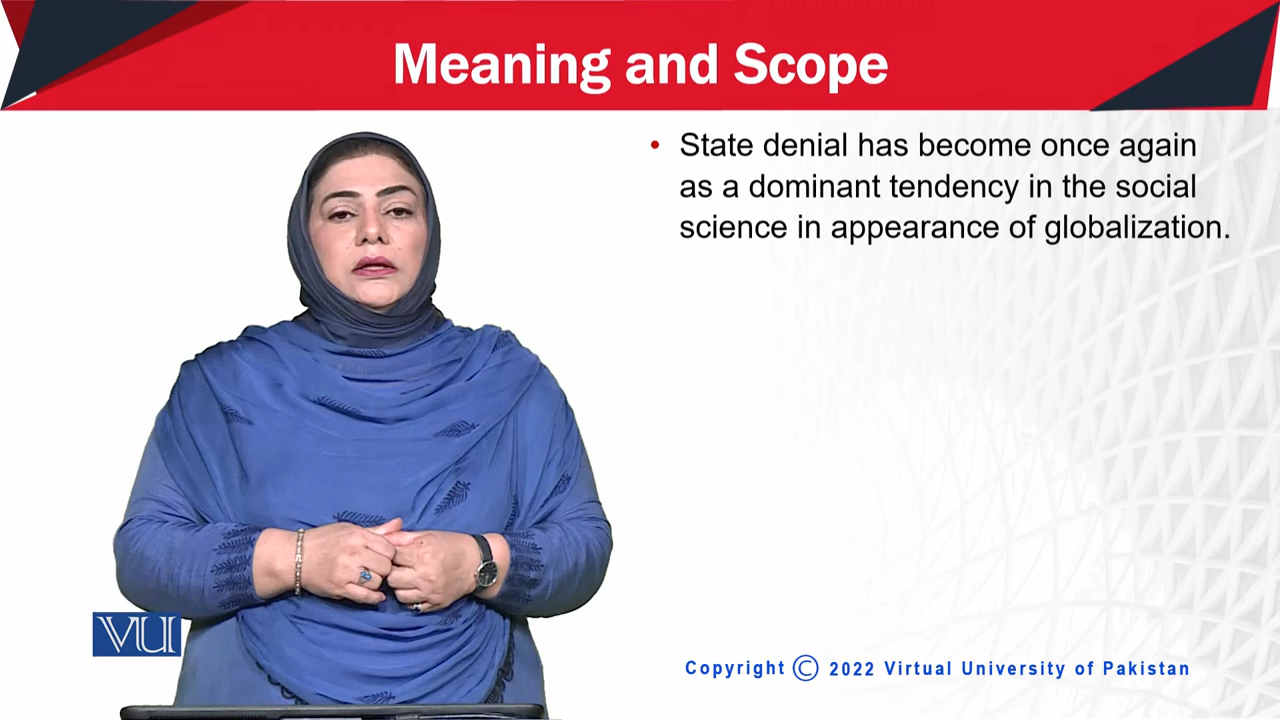 Meaning and Scope
• State denial has become once again
as a dominant tendency in the social
science in appearance of globalization.
VU
Copyright © 2022 Virtual University of Pakistan